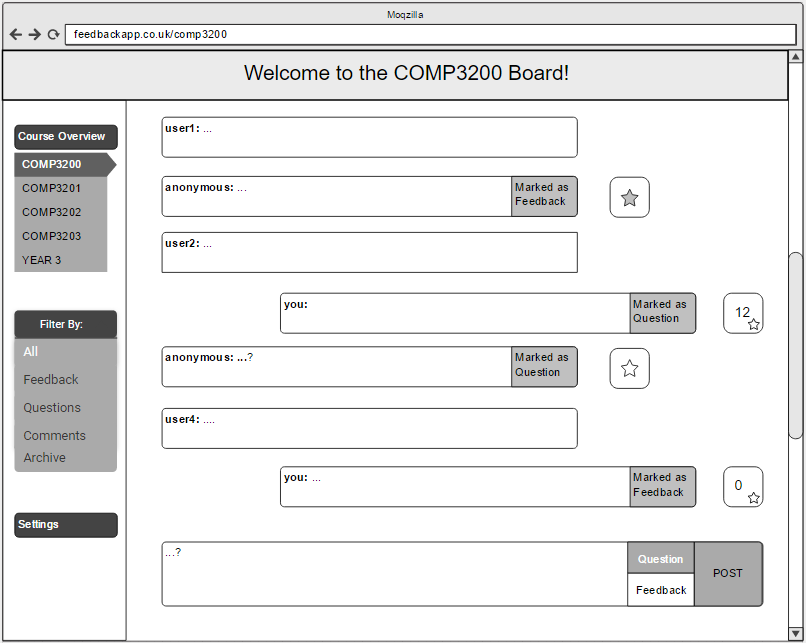 Moqzilla
feedbackapp.co.uk/comp3200
Welcome to the COMP3200 Board!
Course Overview
COMP3200
COMP3201
COMP3202
COMP3203
YEAR 3
Filter By:
All
Feedback
Questions
Comments
Archive
Settings
user1: ...
anonymous: ...
Marked as
Feedback
user2: ...
you:
Marked as
Question
12
anonymous: ...?
Marked as
Question
user4: ....
you: ...
Marked as
Feedback
0
...?
Question
Feedback
POST